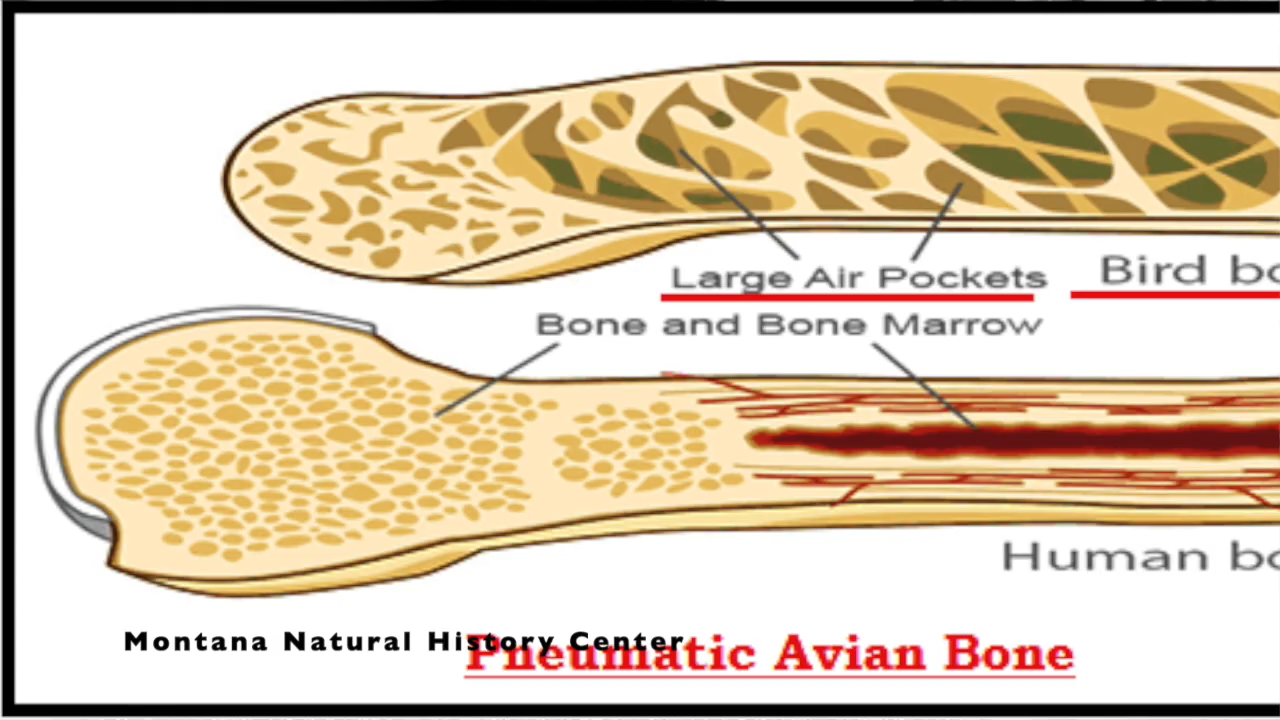 Large Air Pockets
Bird bo
Bone and Bone Marrow
Human bo
Montana Natural History Center
Pneumatic Avian Bone